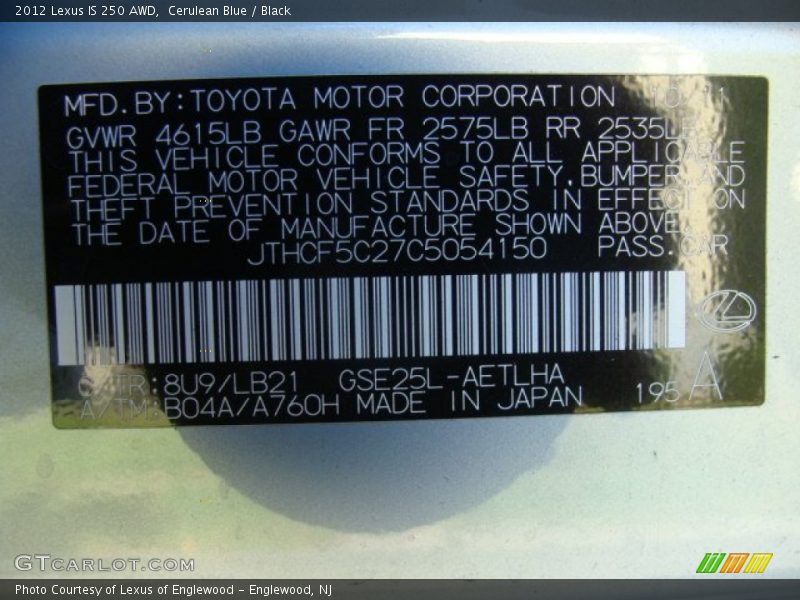 2012 Lexus IS 250 AWD, Cerulean Blue / Black
MFD. BY: TOYOTA MOTOR CORPORATION 11
GVWR 4615LB GAWR FR 2575LB RR 2535LB
THIS VEHICLE CONFORMS TO ALL APPLICABLE
FEDERAL MOTOR VEHICLE SAFETY, BUMPER, AND
THEFT PREVENTION STANDARDS IN EFFECT ON
THE DATE OF MANUFACTURE SHOWN ABOVE.
JTHCF5C27C5054150 PASS. CAR
C/TR: 8U9/LB21 GSE25L-AETLHA
A/TM: B04A/A760H MADE IN JAPAN 195 A
GTCARLOT.COM
Photo Courtesy of Lexus of Englewood - Englewood, NJ